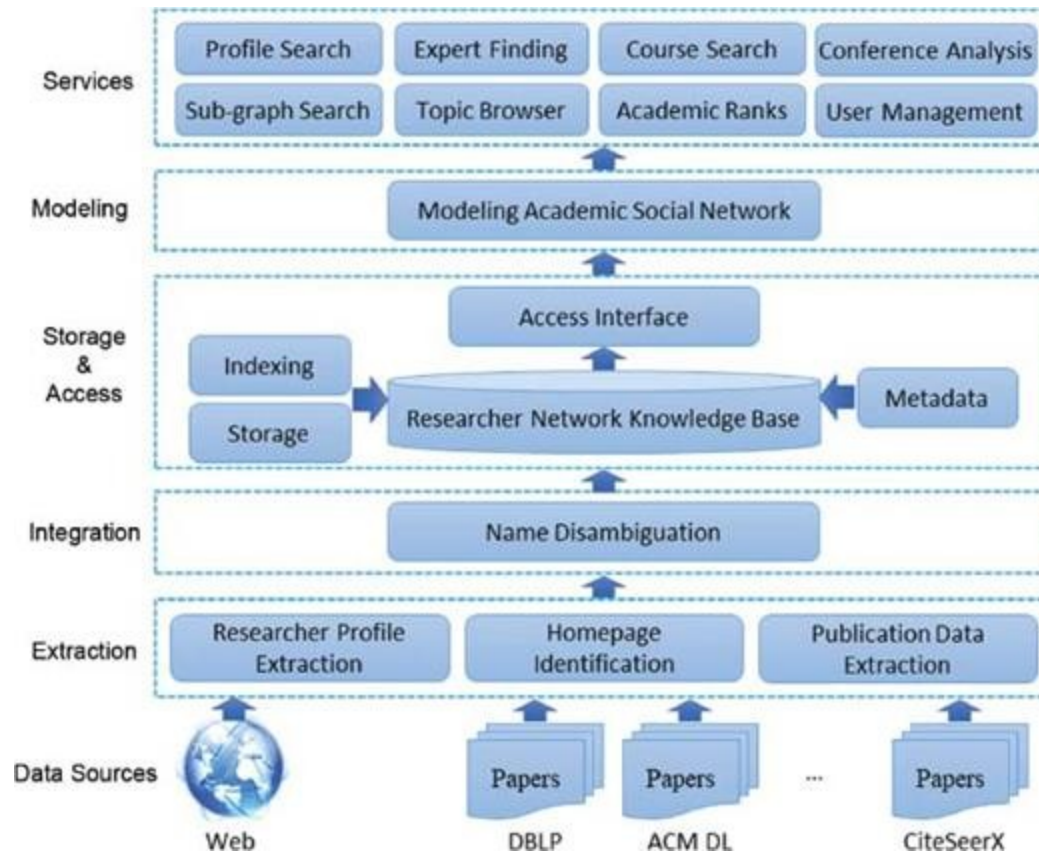 Services
Profile Search
Expert Finding
Course Search
Conference Analysis
Sub-graph Search
Topic Browser
Academic Ranks
User Management
Modeling
Modeling Academic Social Network
Storage
&
Access
Access Interface
Indexing
Storage
Researcher Network Knowledge Base
Metadata
Integration
Name Disambiguation
Extraction
Researcher Profile
Extraction
Homepage
Identification
Publication Data
Extraction
Data Sources
Papers
Papers
...
Papers
Web
DBLP
ACM DL
CiteSeerX